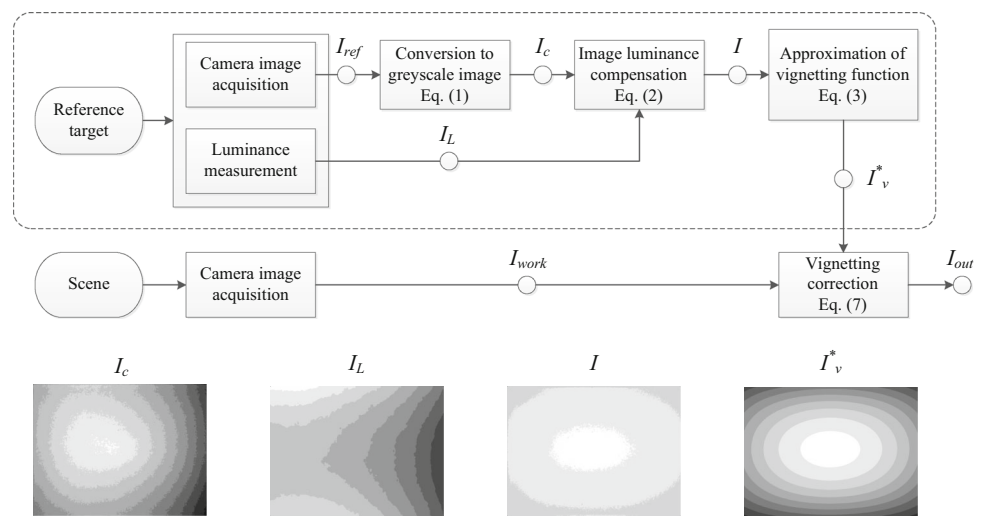 Reference
target
Camera image
acquisition
Luminance
measurement
I_ref
Conversion to
greyscale image
Eq. (1)
I_c
Image luminance
compensation
Eq. (2)
I
Approximation of
vignetting function
Eq. (3)
I_L
I*_v
Scene
Camera image
acquisition
I_work
Vignetting
correction
Eq. (7)
I_out
I_c
I_L
I
I*_v